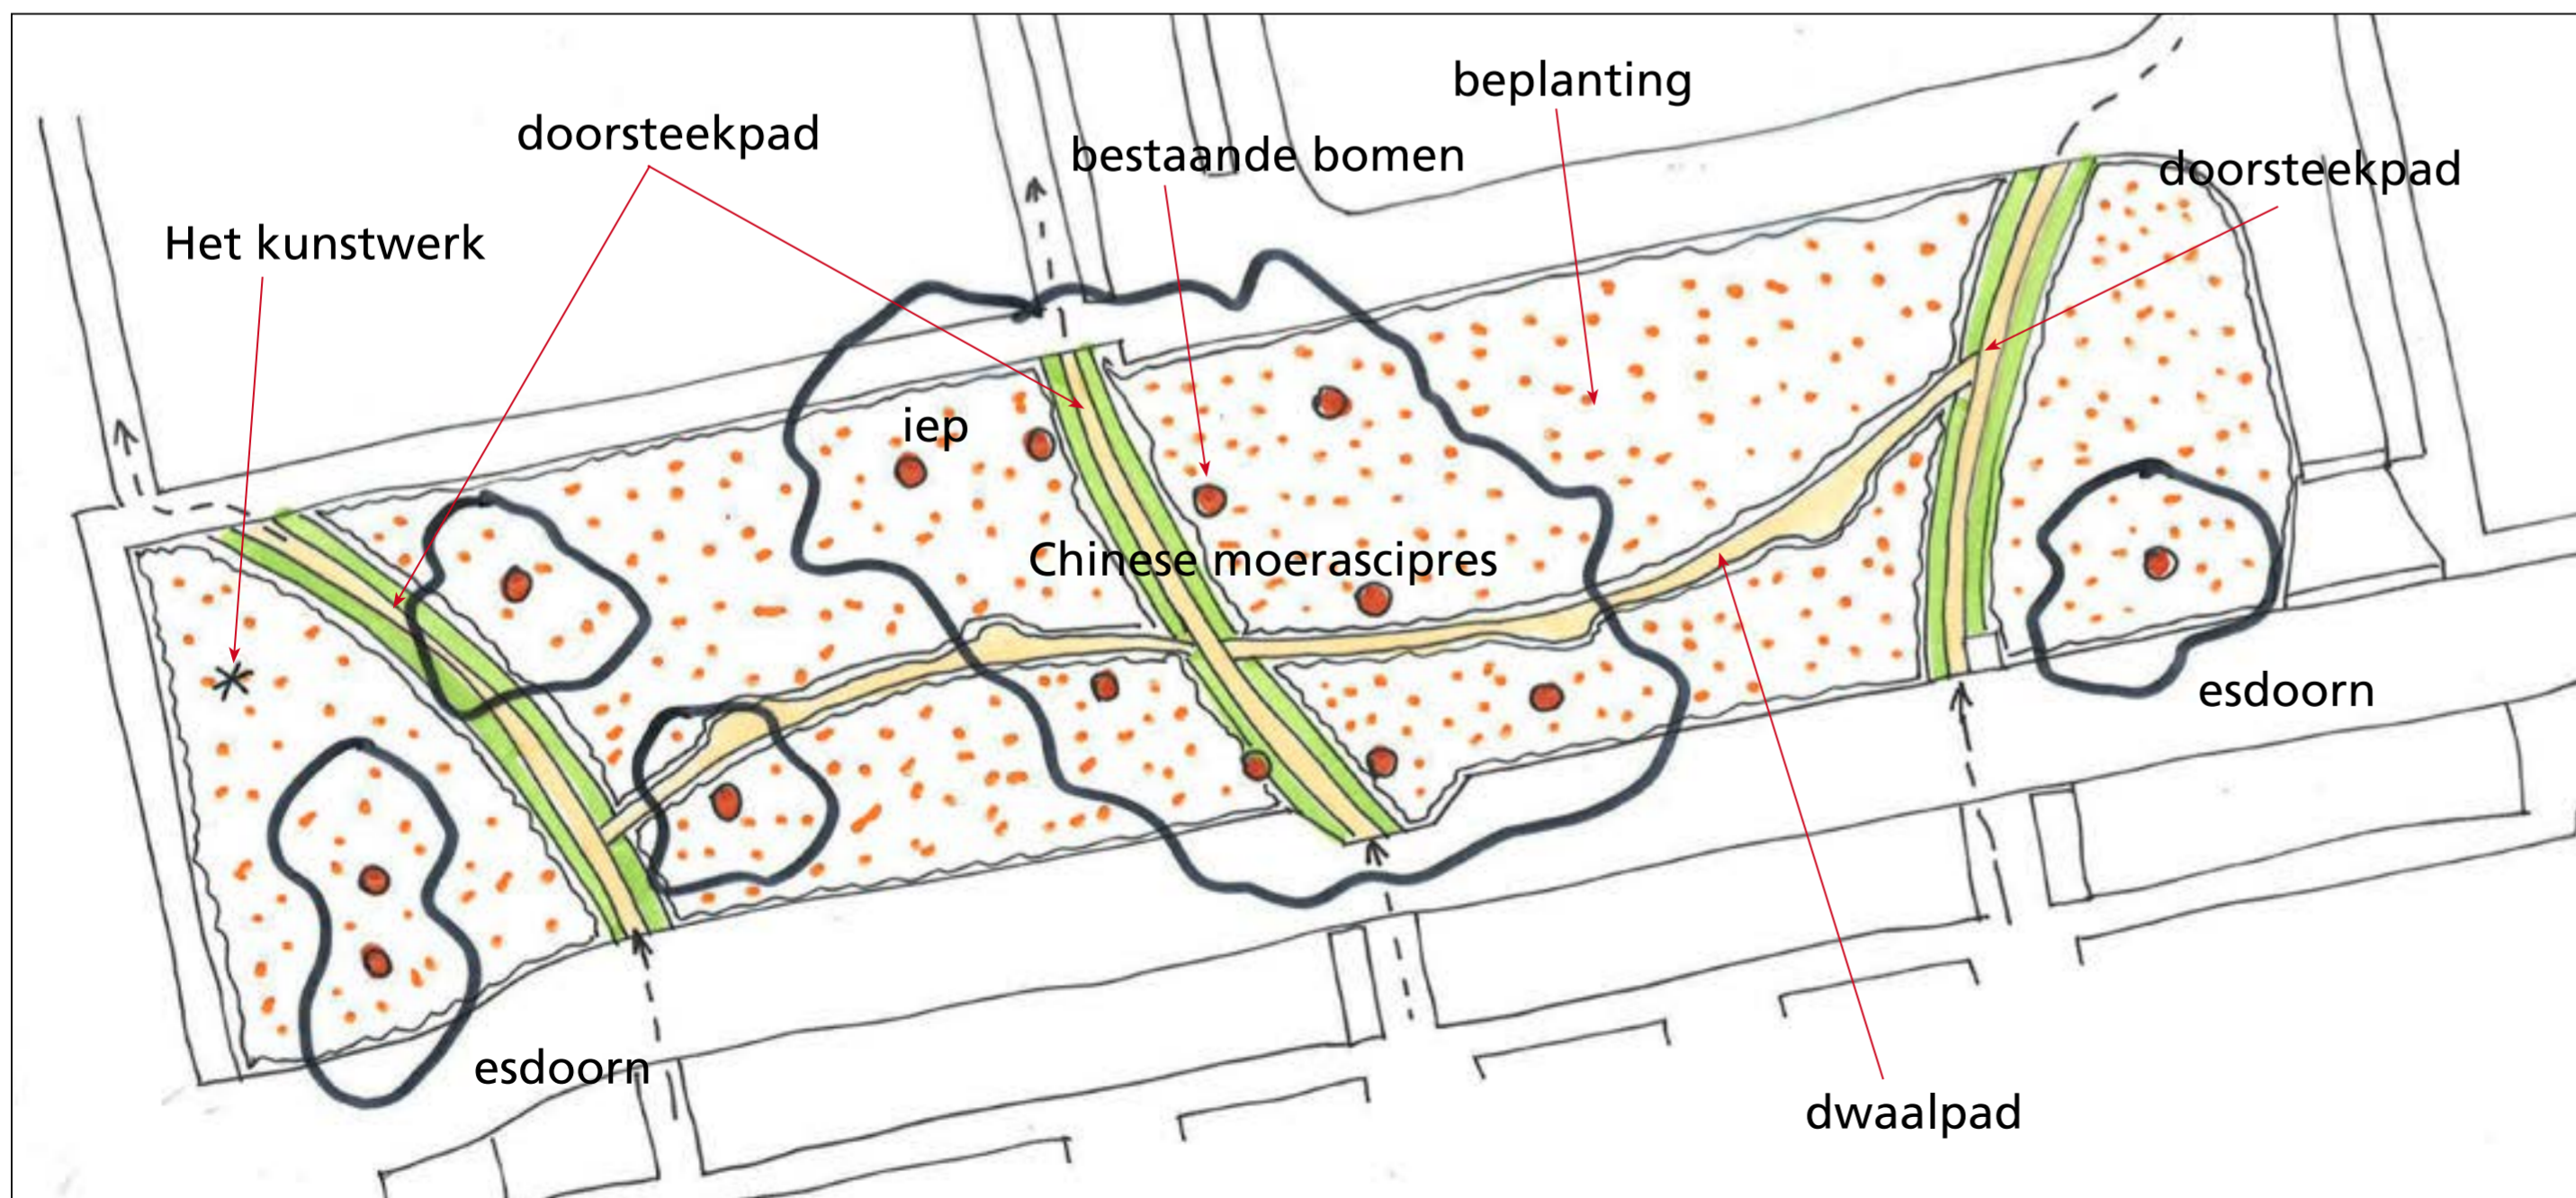 beplanting
doorsteekpad
bestaande bomen
doorsteekpad
Het kunstwerk
iep
Chinese moerascipres
esdoorn
esdoorn
dwaalpad